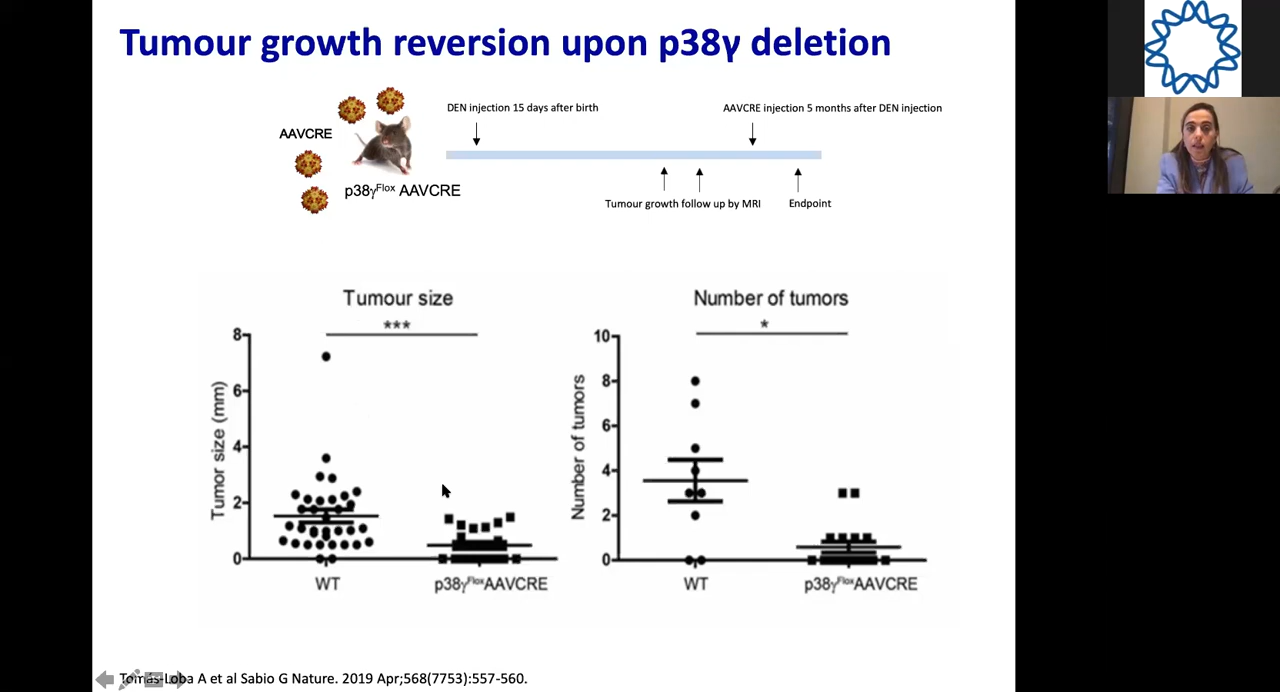 Tumour growth reversion upon p38γ deletion
DEN injection 15 days after birth
AAVCRE injection 5 months after DEN injection
AAVCRE
p38γFlox AAVCRE
Tumour growth follow up by MRI
Endpoint
Tumour size
***
Tumor size (mm)
8
6
4
2
0
WT
p38γFloxAAVCRE
Number of tumors
*
Number of tumors
10
8
6
4
2
0
WT
p38γFloxAAVCRE
Tomás-Loba A et al Sabio G Nature. 2019 Apr;568(7753):557-560.